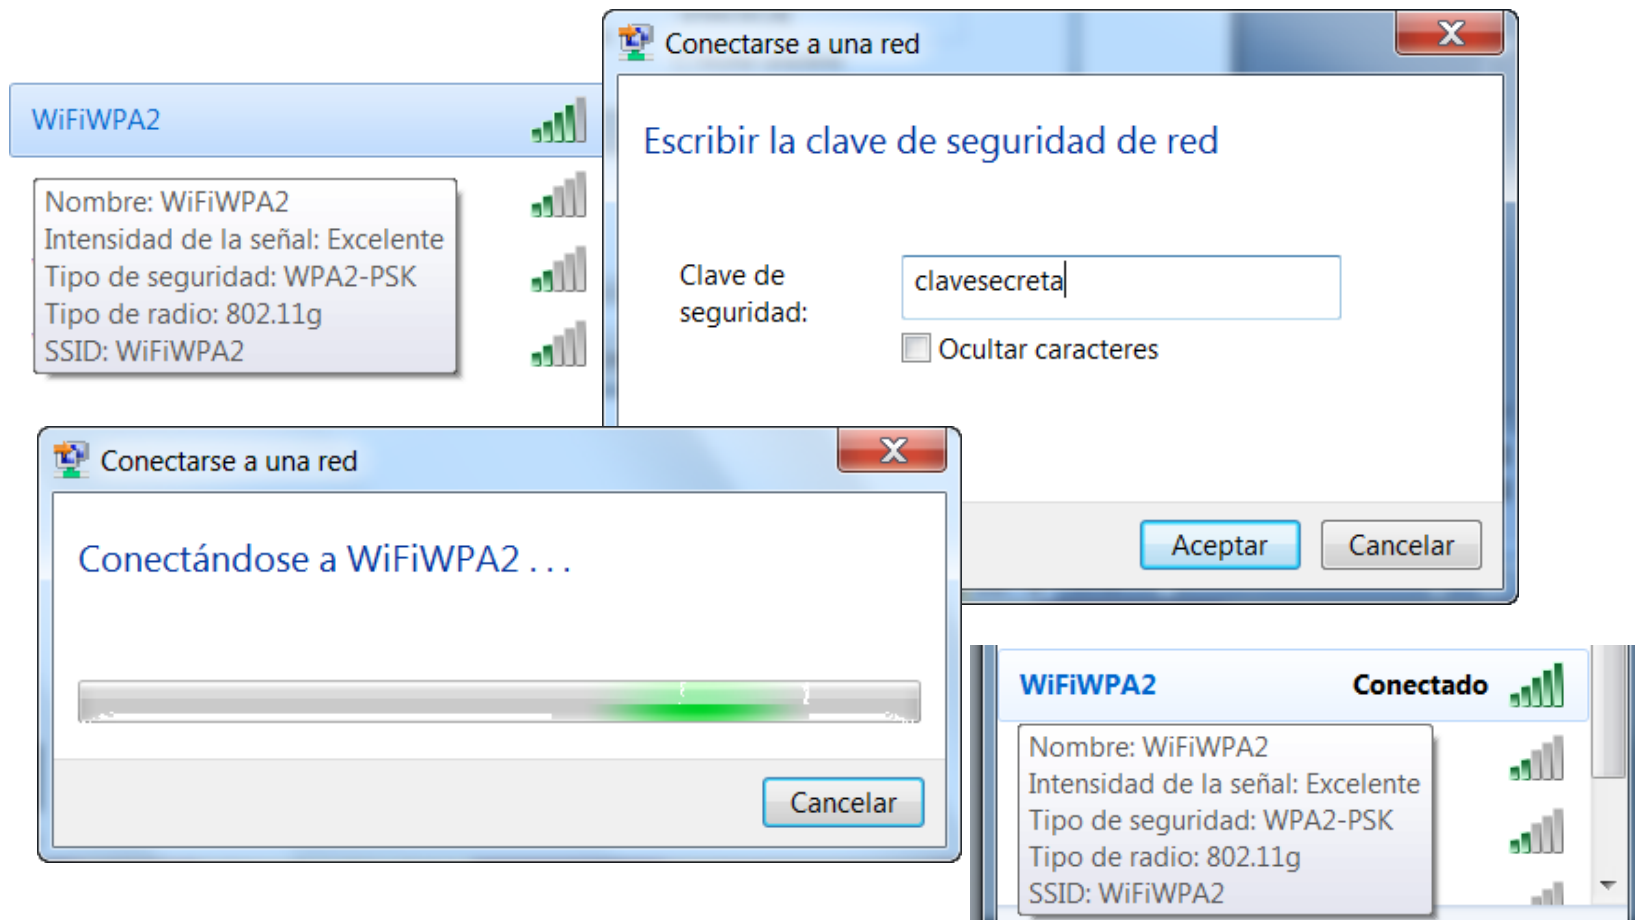 WiFiWPA2
Nombre: WiFiWPA2
Intensidad de la señal: Excelente
Tipo de seguridad: WPA2-PSK
Tipo de radio: 802.11g
SSID: WiFiWPA2
Conectarse a una red
Escribir la clave de seguridad de red
Clave de
seguridad:
clavesecreta
Ocultar caracteres
Aceptar
Cancelar
Conectarse a una red
Conectándose a WiFiWPA2 . . .
Cancelar
WiFiWPA2 Conectado
Nombre: WiFiWPA2
Intensidad de la señal: Excelente
Tipo de seguridad: WPA2-PSK
Tipo de radio: 802.11g
SSID: WiFiWPA2